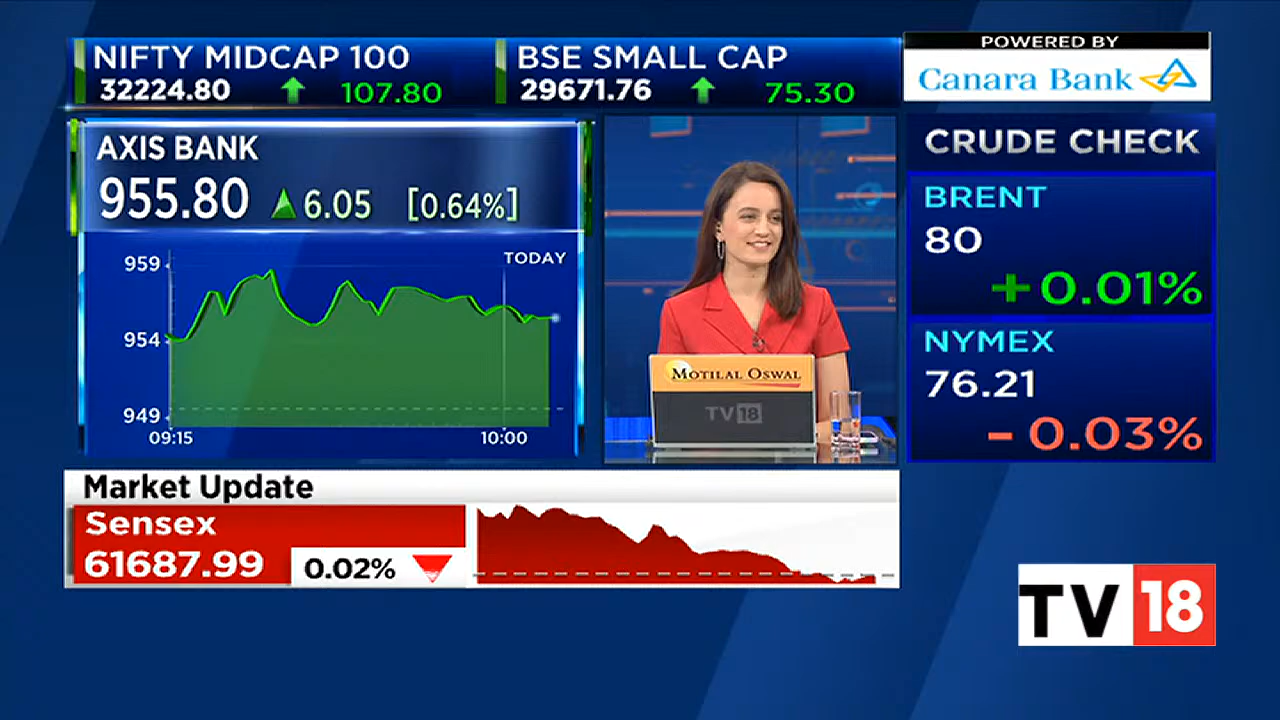 NIFTY MIDCAP 100
32224.80 107.80
BSE SMALL CAP
29671.76 75.30
POWERED BY
Canara Bank
AXIS BANK
955.80 6.05 [0.64%]
TODAY
959
954
949
09:15 10:00
MOTILAL OSWAL
TV18
CRUDE CHECK
BRENT
80
+0.01%
NYMEX
76.21
- 0.03%
Market Update
Sensex
61687.99 0.02%
TV18